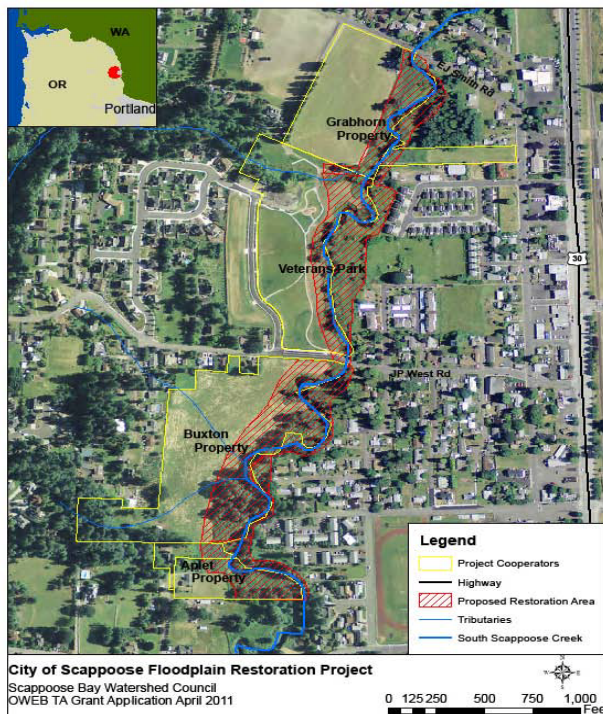 WA
OR
Portland
EJ Smith Rd
Grabhorn
Property
30
Veterans Park
JP West Rd
Buxton
Property
Aplet
Property
Legend
Project Cooperators
Highway
Proposed Restoration Area
Tributaries
South Scappoose Creek
City of Scappoose Floodplain Restoration Project
Scappoose Bay Watershed Council
OWEB TA Grant Application April 2011
0 125250 500 750 1,000
Feet